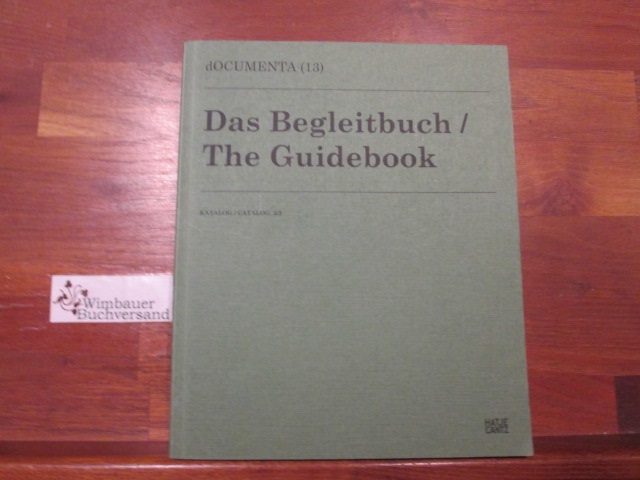 dOCUMENTA (13)
Das Begleitbuch /
The Guidebook
KATALOG / CATALOG 3/3
HATJE
CANTZ
Wimbauer
Buchversand